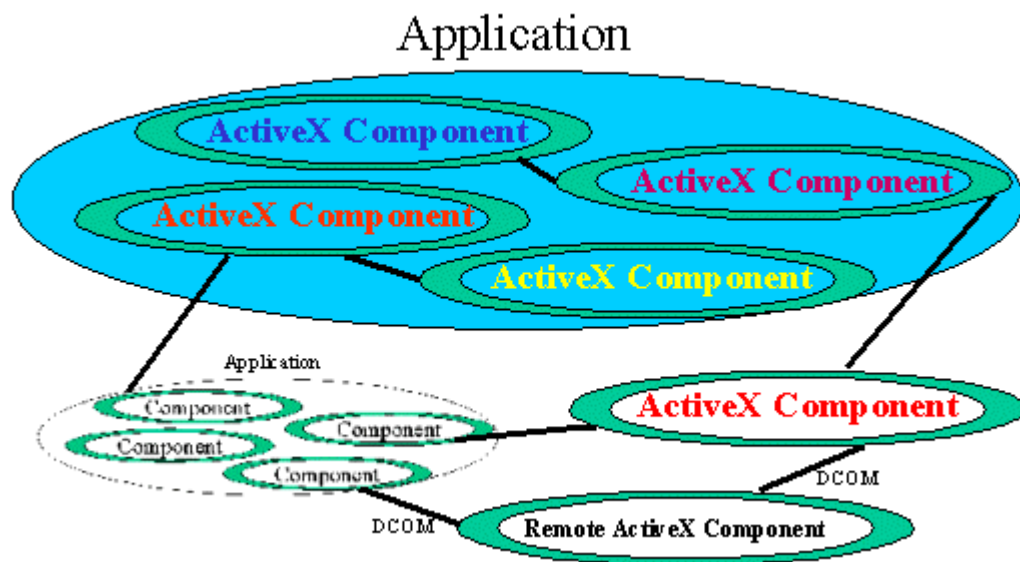 Application
ActiveX Component
ActiveX Component
ActiveX Component
ActiveX Component
Application
Component
ActiveX Component
Component
Component
Component
DCOM
DCOM
Remote ActiveX Component